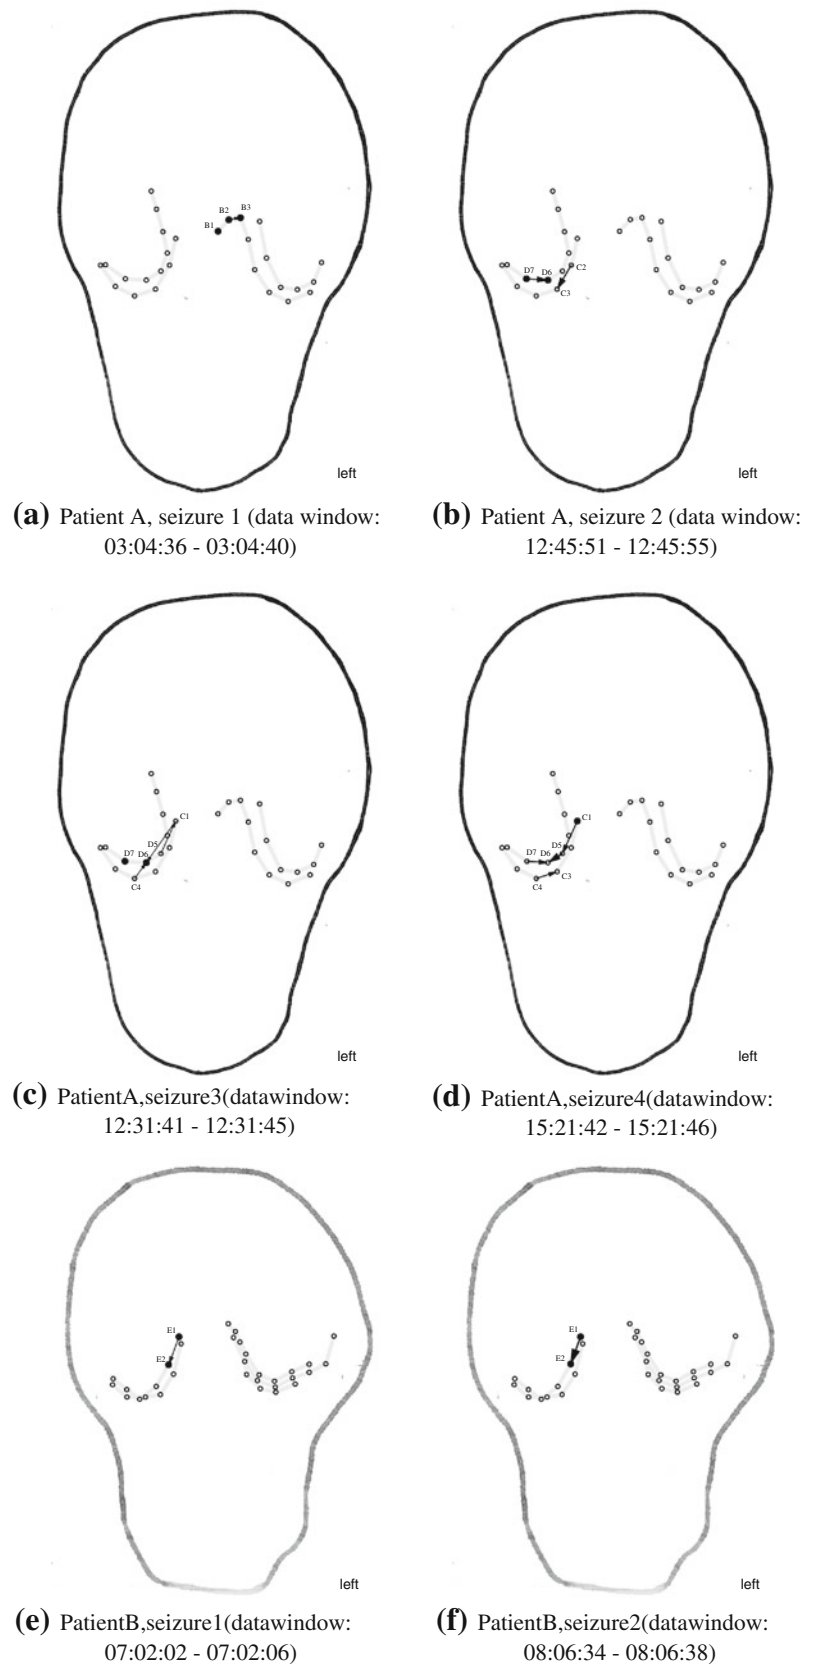 B1 B2 B3
left
(a) Patient A, seizure 1 (data window:
03:04:36 - 03:04:40)
D7 D6 C2
C3
left
(b) Patient A, seizure 2 (data window:
12:45:51 - 12:45:55)
C1
D5
D7 D6
C4
left
(c) PatientA,seizure3(datawindow:
12:31:41 - 12:31:45)
C1
D7 D6 D5
C4 C3
left
(d) PatientA,seizure4(datawindow:
15:21:42 - 15:21:46)
E1
E2
left
(e) PatientB,seizure1(datawindow:
07:02:02 - 07:02:06)
E1
E2
left
(f) PatientB,seizure2(datawindow:
08:06:34 - 08:06:38)